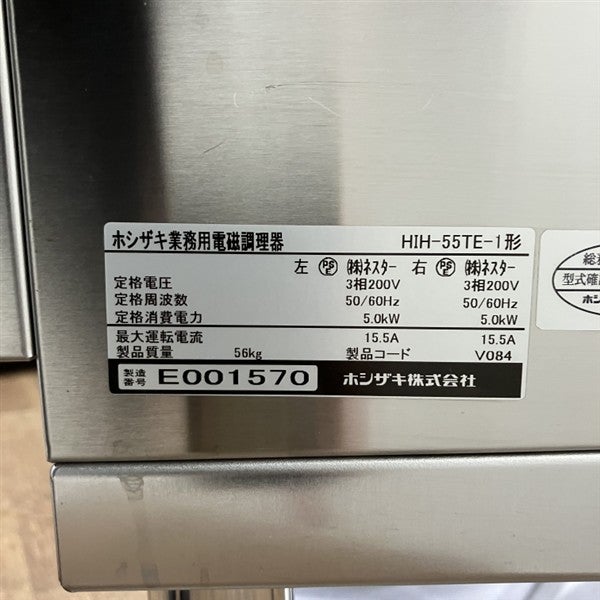 ホシザキ業務用電磁調理器 HIH-55TE-1形
左 PSE ㈱ネスター 右 PSE ㈱ネスター
定格電圧 3相200V 3相200V
定格周波数 50/60Hz 50/60Hz
定格消費電力 5.0kW 5.0kW
最大運転電流 15.5A 15.5A
製品質量 56kg 製品コード V084
製造番号 E001570 ホシザキ株式会社
総務
型式確
ホシ